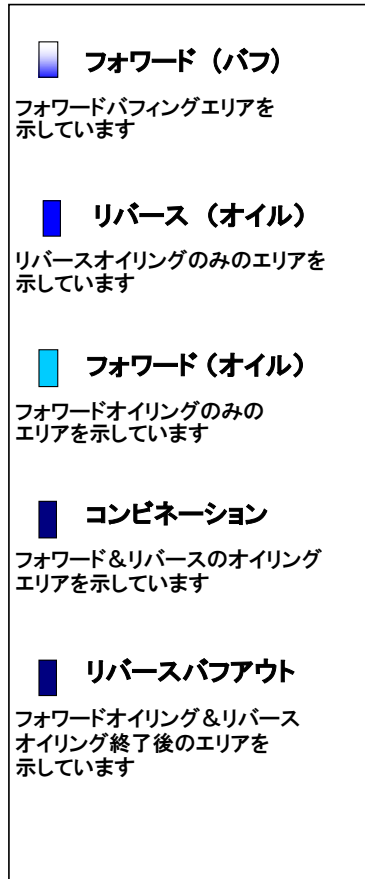 フォワード（バフ）
フォワードバフィングエリアを
示しています
リバース（オイル）
リバースオイリングのみのエリアを
示しています
フォワード（オイル）
フォワードオイリングのみの
エリアを示しています
コンビネーション
フォワード＆リバースのオイリング
エリアを示しています
リバースバフアウト
フォワードオイリング＆リバース
オイリング終了後のエリアを
示しています